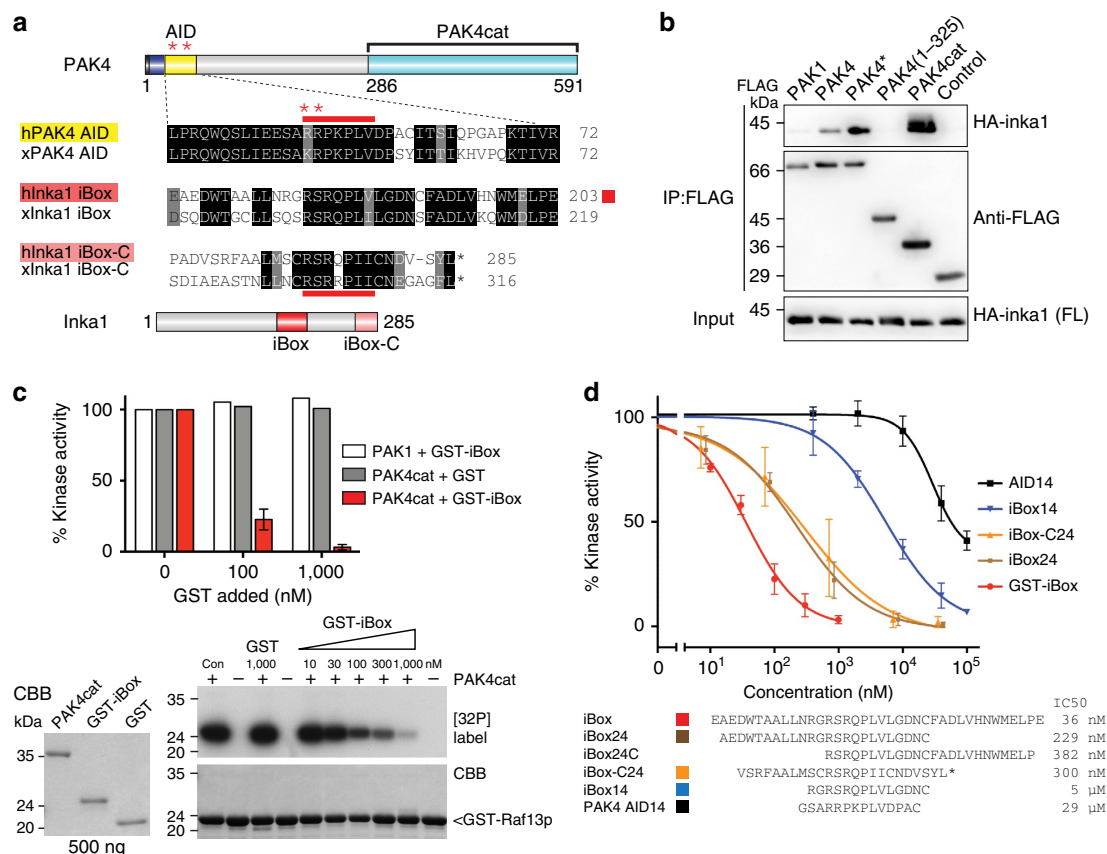 a
AID
* *
PAK4cat
PAK4
1
286
591
* *
hPAK4 AID LPRQWQSLIEESARRPKPLVDPACITSIQPGAPKTIVR 72
xPAK4 AID LPRQWQSLIEESAKRPKPLVDPSYITTIKHVPQKTIVR 72
hInka1 iBox EAEDWTAALLNRGRSRQPLVLGDNCFADLVHNWMELPE 203
xInka1 iBox DSQDWTGCLLSQSRSRQPLILGDNSFADLVKQWMDLPE 219
hInka1 iBox-C PADVSRFAALMSCRSRQPIICNDV-SYL* 285
xInka1 iBox-C SDIAEASTNLLNCRSRRPIICNEGAGFL* 316
Inka1 1 285
iBox iBox-C
b
PAK1 PAK4 PAK4* PAK4(1–325) PAK4cat Control
FLAG
kDa
45
HA-inka1
66
IP:FLAG
45
Anti-FLAG
36
29
45
Input
HA-inka1 (FL)
c
% Kinase activity
100
50
0
0 100 1,000
GST added (nM)
PAK1 + GST-iBox
PAK4cat + GST
PAK4cat + GST-iBox
CBB
kDa
PAK4cat GST-iBox GST
35
24
20
500 ng
GST GST-iBox
Con 1,000 10 30 100 300 1,000 nM
+ − + − + + + + + − PAK4cat
35
[32P]
label
24
20
35
CBB
24
20
<GST-Raf13p
d
% Kinase activity
100
50
0
0 10¹ 10² 10³ 10⁴ 10⁵
Concentration (nM)
AID14
iBox14
iBox-C24
iBox24
GST-iBox
IC50
iBox EAEDWTAALLNRGRSRQPLVLGDNCFADLVHNWMELPE 36 nM
iBox24 AEDWTAALLNRGRSRQPLVLGDNC 229 nM
iBox24C RSRQPLVLGDNCFADLVHNWMELP 382 nM
iBox-C24 VSRFAALMSCRSRQPIICNDVSYL* 300 nM
iBox14 RGRSRQPLVLGDNC 5 µM
PAK4 AID14 GSARRPKPLVDPAC 29 µM